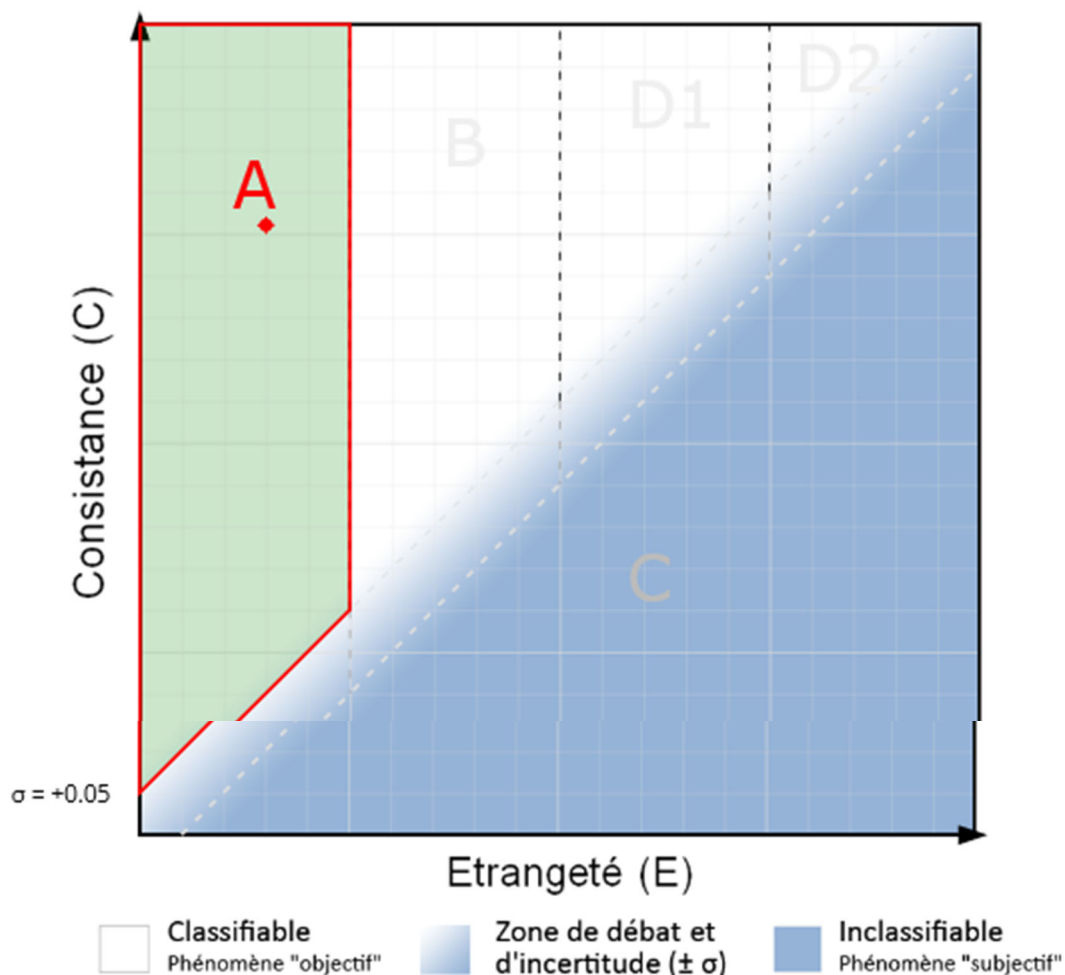 D2
D1
B
A
Consistance (C)
C
σ = +0.05
Etrangeté (E)
Classifiable
Phénomène "objectif"
Zone de débat et
d'incertitude (± σ)
Inclassifiable
Phénomène "subjectif"